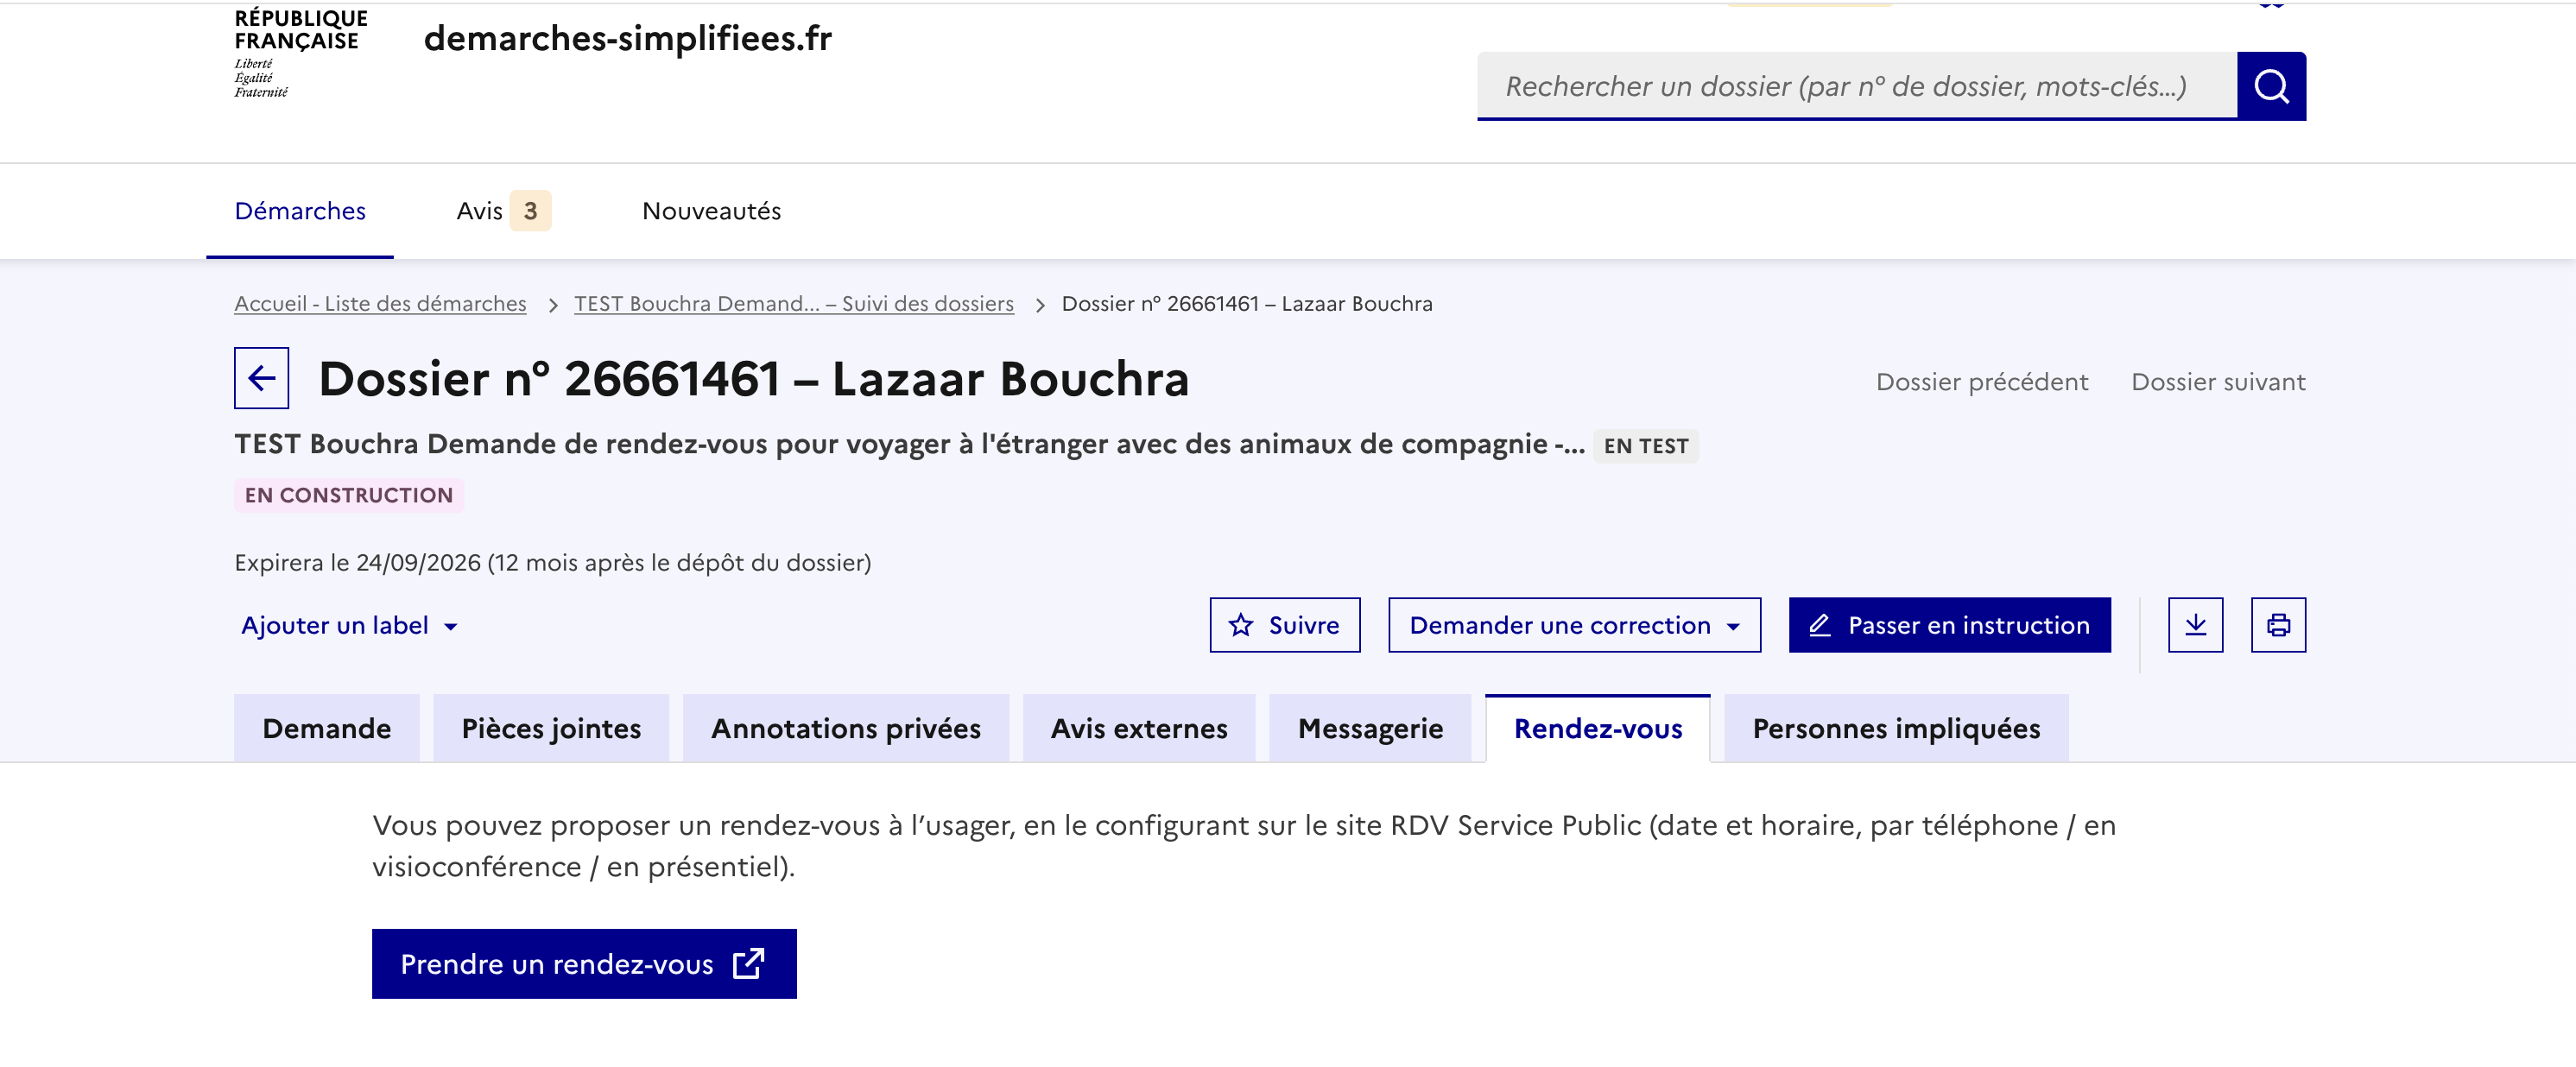 RÉPUBLIQUE
FRANÇAISE
Liberté
Égalité
Fraternité
demarches-simplifiees.fr
Rechercher un dossier (par n° de dossier, mots-clés…)
Démarches
Avis 3
Nouveautés
Accueil - Liste des démarches
TEST Bouchra Demand... – Suivi des dossiers
Dossier n° 26661461 – Lazaar Bouchra
Dossier n° 26661461 – Lazaar Bouchra
Dossier précédent
Dossier suivant
TEST Bouchra Demande de rendez-vous pour voyager à l'étranger avec des animaux de compagnie -... EN TEST
EN CONSTRUCTION
Expirera le 24/09/2026 (12 mois après le dépôt du dossier)
Ajouter un label
Suivre
Demander une correction
Passer en instruction
Demande
Pièces jointes
Annotations privées
Avis externes
Messagerie
Rendez-vous
Personnes impliquées
Vous pouvez proposer un rendez-vous à l’usager, en le configurant sur le site RDV Service Public (date et horaire, par téléphone / en
visioconférence / en présentiel).
Prendre un rendez-vous